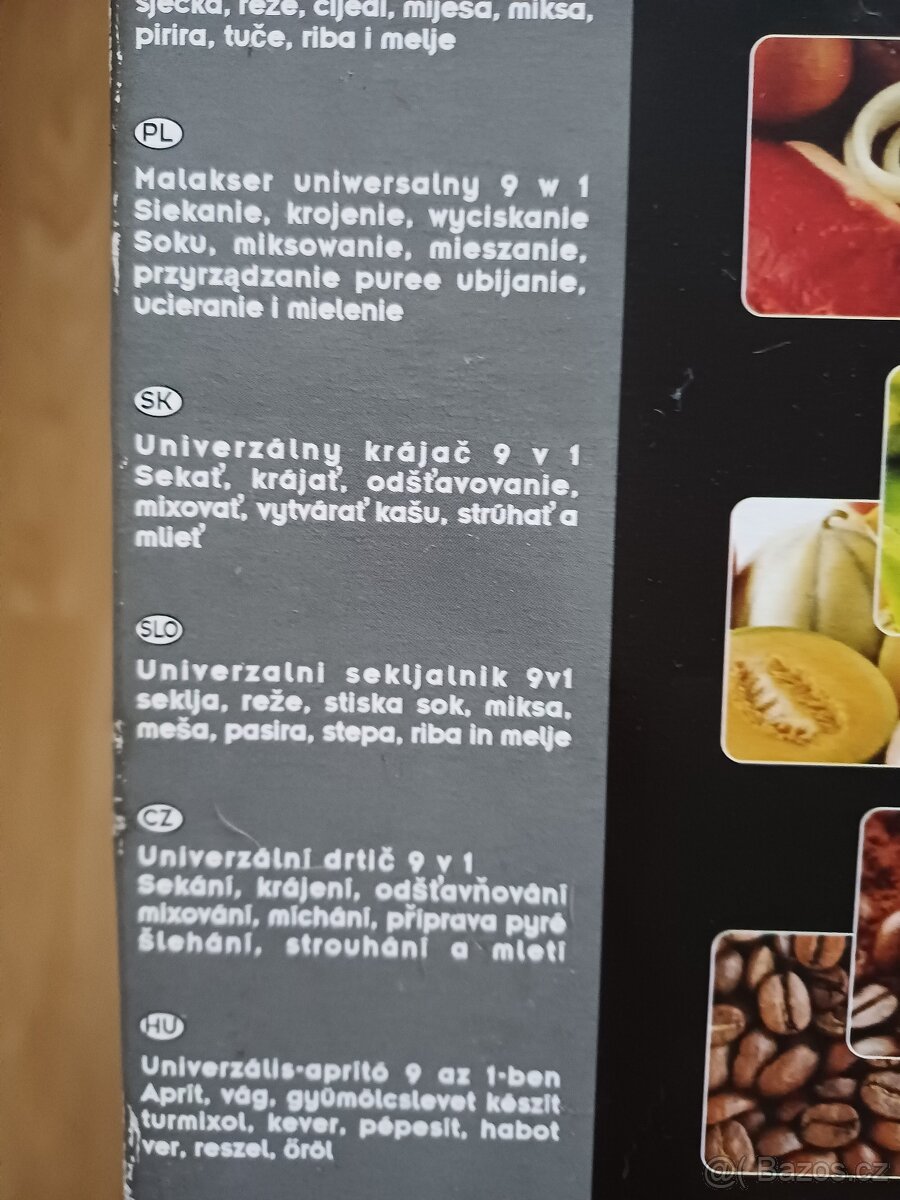 sjecka, reže, cijedi, miješa, miksa,
pirira, tuče, riba i melje
PL
Malakser uniwersalny 9 w 1
Siekanie, krojenie, wyciskanie
Soku, miksowanie, mieszanie,
przyrządzanie puree ubijanie,
ucieranie i mielenie
SK
Univerzálny krájač 9 v 1
Sekať, krájať, odšťavovanie,
mixovať, vytvárať kašu, strúhať a
mlieť
SLO
Univerzalni sekljalnik 9v1
seklja, reže, stiska sok, miksa,
meša, pasira, stepa, riba in melje
CZ
Univerzální drtič 9 v 1
Sekání, krájení, odšťavňování
mixování, míchání, příprava pyré
šlehání, strouhání a mletí
HU
Univerzális-aprító 9 az 1-ben
Aprít, vág, gyümölcslevet készít
turmixol, kever, pépesít, habot
ver, reszel, őröl
@( Bazos.cz